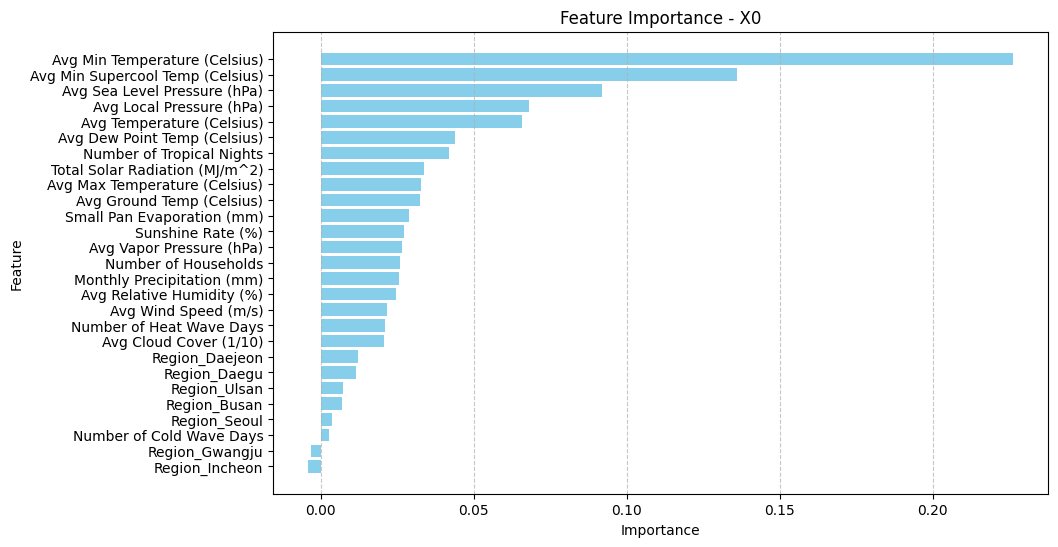 Feature Importance - X0
Feature
Avg Min Temperature (Celsius)
Avg Min Supercool Temp (Celsius)
Avg Sea Level Pressure (hPa)
Avg Local Pressure (hPa)
Avg Temperature (Celsius)
Avg Dew Point Temp (Celsius)
Number of Tropical Nights
Total Solar Radiation (MJ/m^2)
Avg Max Temperature (Celsius)
Avg Ground Temp (Celsius)
Small Pan Evaporation (mm)
Sunshine Rate (%)
Avg Vapor Pressure (hPa)
Number of Households
Monthly Precipitation (mm)
Avg Relative Humidity (%)
Avg Wind Speed (m/s)
Number of Heat Wave Days
Avg Cloud Cover (1/10)
Region_Daejeon
Region_Daegu
Region_Ulsan
Region_Busan
Region_Seoul
Number of Cold Wave Days
Region_Gwangju
Region_Incheon
0.00 0.05 0.10 0.15 0.20
Importance